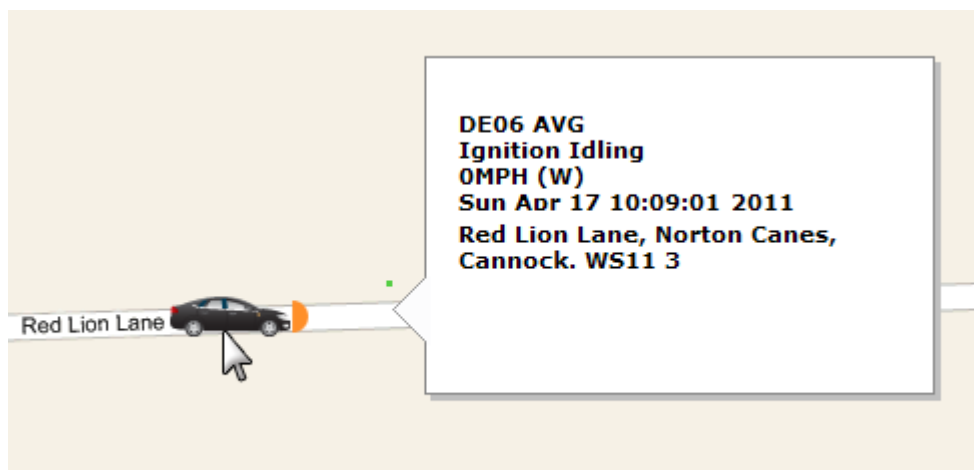 DE06 AVG
Ignition Idling
0MPH (W)
Sun Apr 17 10:09:01 2011
Red Lion Lane, Norton Canes,
Cannock. WS11 3
Red Lion Lane